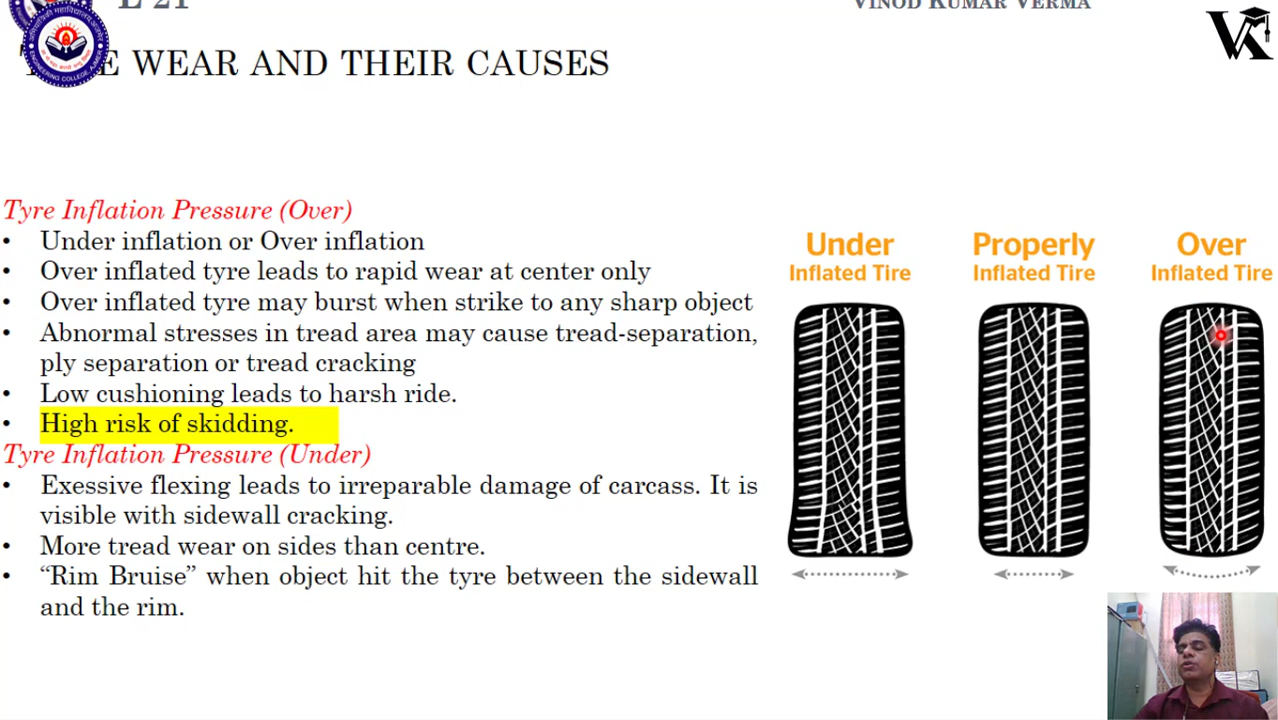 L 21
VINOD KUMAR VERMA
WEAR AND THEIR CAUSES
Tyre Inflation Pressure (Over)
• Under inflation or Over inflation
• Over inflated tyre leads to rapid wear at center only
• Over inflated tyre may burst when strike to any sharp object
• Abnormal stresses in tread area may cause tread-separation,
ply separation or tread cracking
• Low cushioning leads to harsh ride.
• High risk of skidding.
Tyre Inflation Pressure (Under)
• Exessive flexing leads to irreparable damage of carcass. It is
visible with sidewall cracking.
• More tread wear on sides than centre.
• “Rim Bruise” when object hit the tyre between the sidewall
and the rim.
Under
Inflated Tire
Properly
Inflated Tire
Over
Inflated Tire